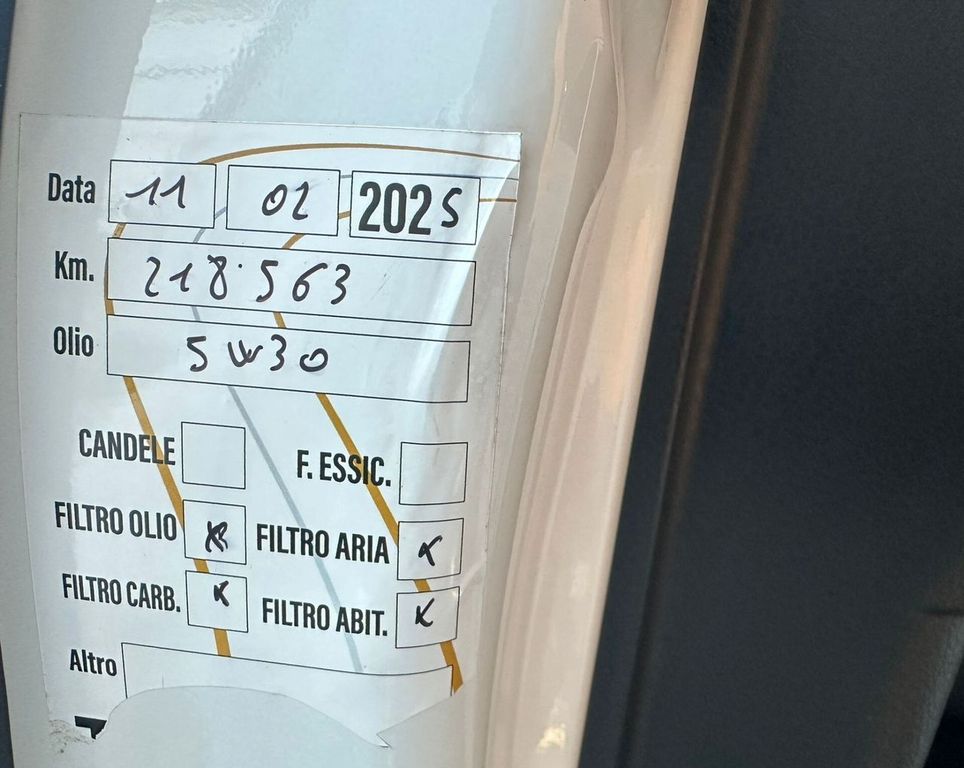 Data 11 02 2025
Km. 218.563
Olio 5W30
CANDELE F. ESSIC.
FILTRO OLIO X FILTRO ARIA X
FILTRO CARB. X FILTRO ABIT. X
Altro